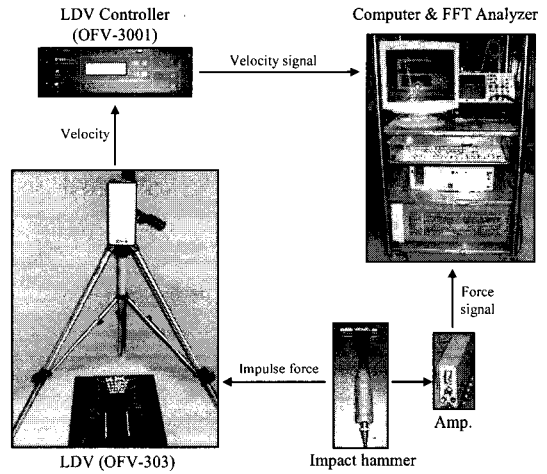 LDV Controller
(OFV-3001)
Computer & FFT Analyzer
Velocity signal
Velocity
Force
signal
Impulse force
Amp.
LDV (OFV-303)
Impact hammer